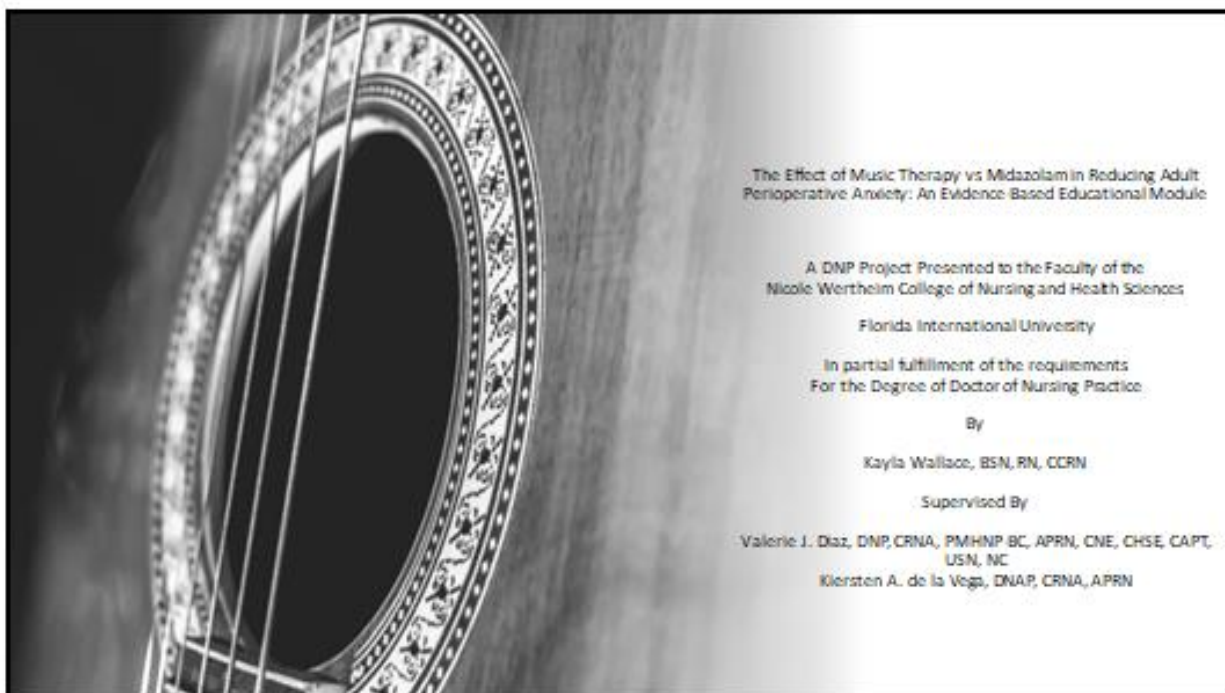 The Effect of Music Therapy vs Midazolam in Reducing Adult
Perioperative Anxiety: An Evidence Based Educational Module
A DNP Project Presented to the Faculty of the
Nicole Wertheim College of Nursing and Health Sciences
Florida International University
In partial fulfillment of the requirements
For the Degree of Doctor of Nursing Practice
By
Kayla Wallace, BSN, RN, CCRN
Supervised By
Valerie J. Diaz, DNP, CRNA, PMHNP BC, APRN, CNE, CHSE, CAPT,
USN, NC
Kiersten A. de la Vega, DNAP, CRNA, APRN